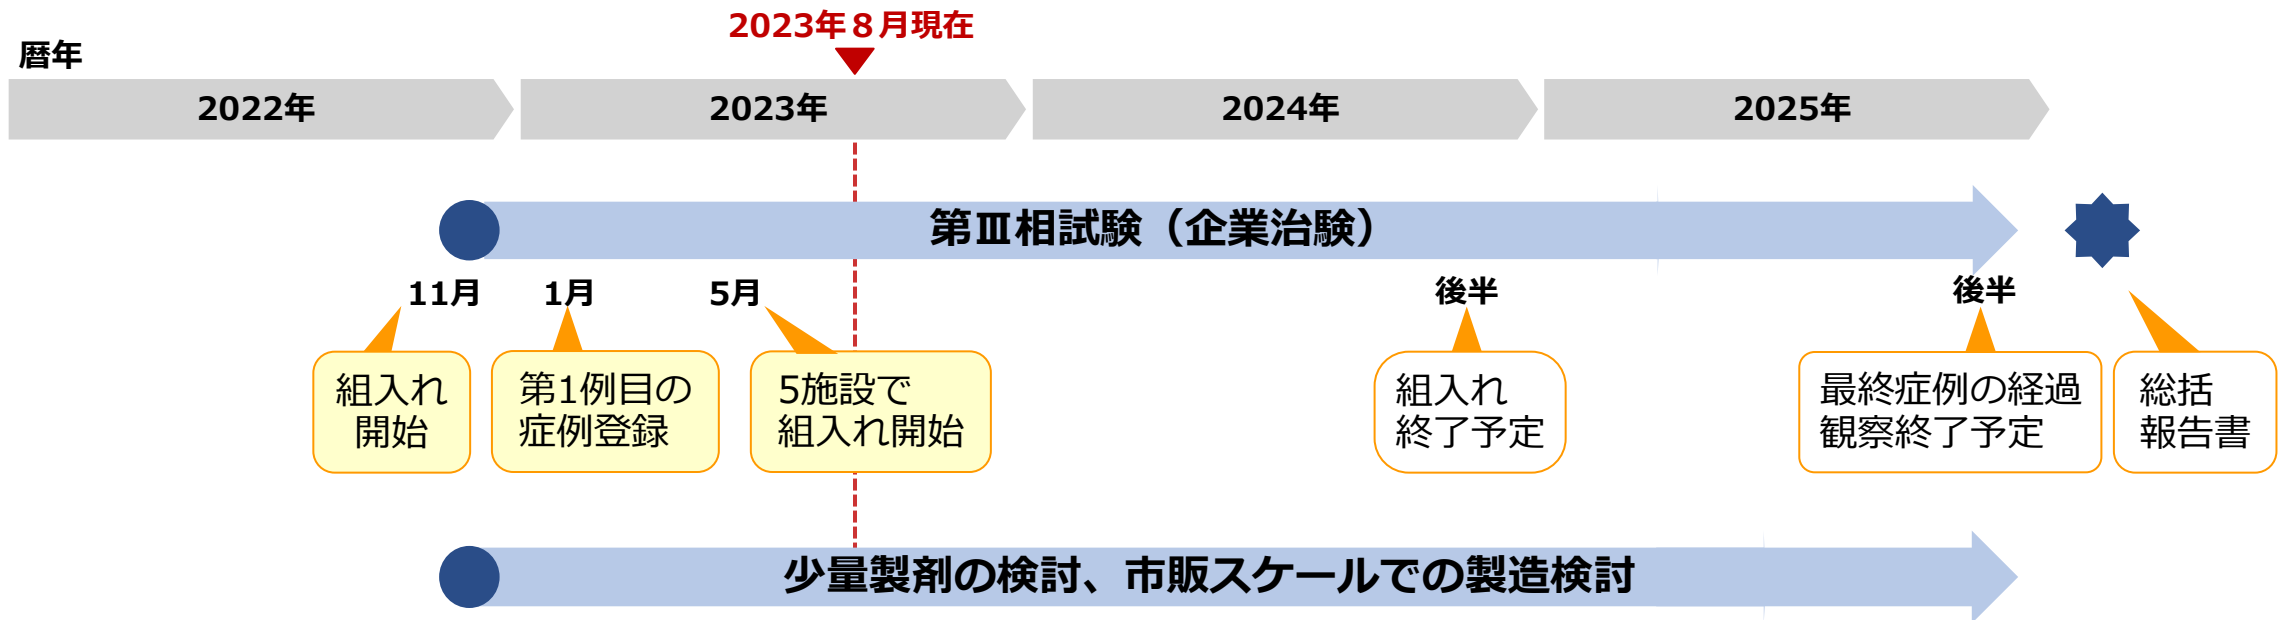 2023年８月現在
暦年
2022年
2023年
2024年
2025年
第Ⅲ相試験（企業治験）
11月
1月
5月
後半
後半
組入れ
開始
第1例目の
症例登録
5施設で
組入れ開始
組入れ
終了予定
最終症例の経過
観察終了予定
総括
報告書
少量製剤の検討、市販スケールでの製造検討